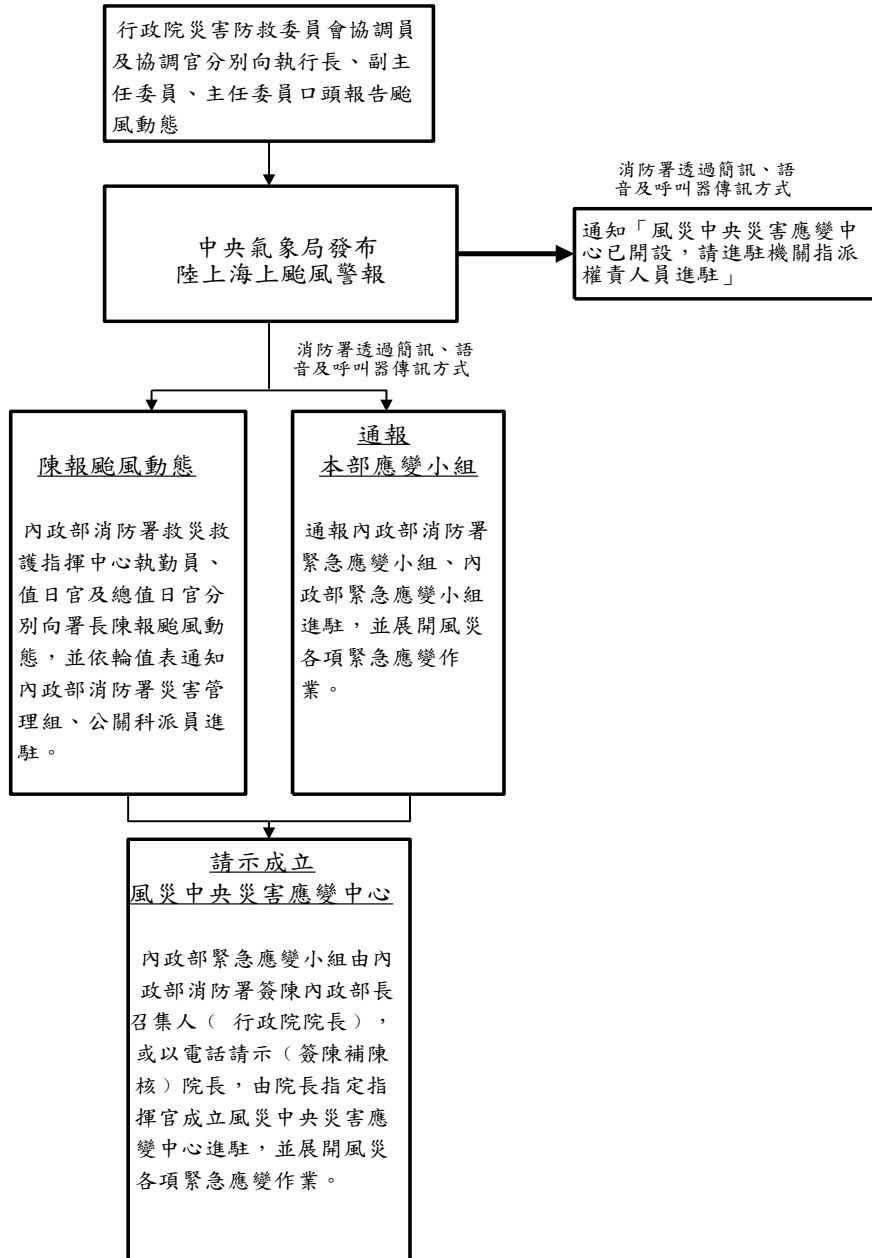 行政院災害防救委員會協調員
及協調官分別向執行長、副主
任委員、主任委員口頭報告颱
風動態
中央氣象局發布
陸上海上颱風警報
消防署透過簡訊、語
音及呼叫器傳訊方式
通知「風災中央災害應變中
心已開設，請進駐機關指派
權責人員進駐」
消防署透過簡訊、語
音及呼叫器傳訊方式
陳報颱風動態
內政部消防署救災救
護指揮中心執勤員、
值日官及總值日官分
別向署長陳報颱風動
態，並依輪值表通知
內政部消防署災害管
理組、公關科派員進
駐。
通報
本部應變小組
通報內政部消防署
緊急應變小組、內
政部緊急應變小組
進駐，並展開風災
各項緊急應變作
業。
請示成立
風災中央災害應變中心
內政部緊急應變小組由內
政部消防署簽陳內政部長
召集人（ 行政院院長），
或以電話請示（簽陳補陳
核）院長，由院長指定指
揮官成立風災中央災害應
變中心進駐，並展開風災
各項緊急應變作業。